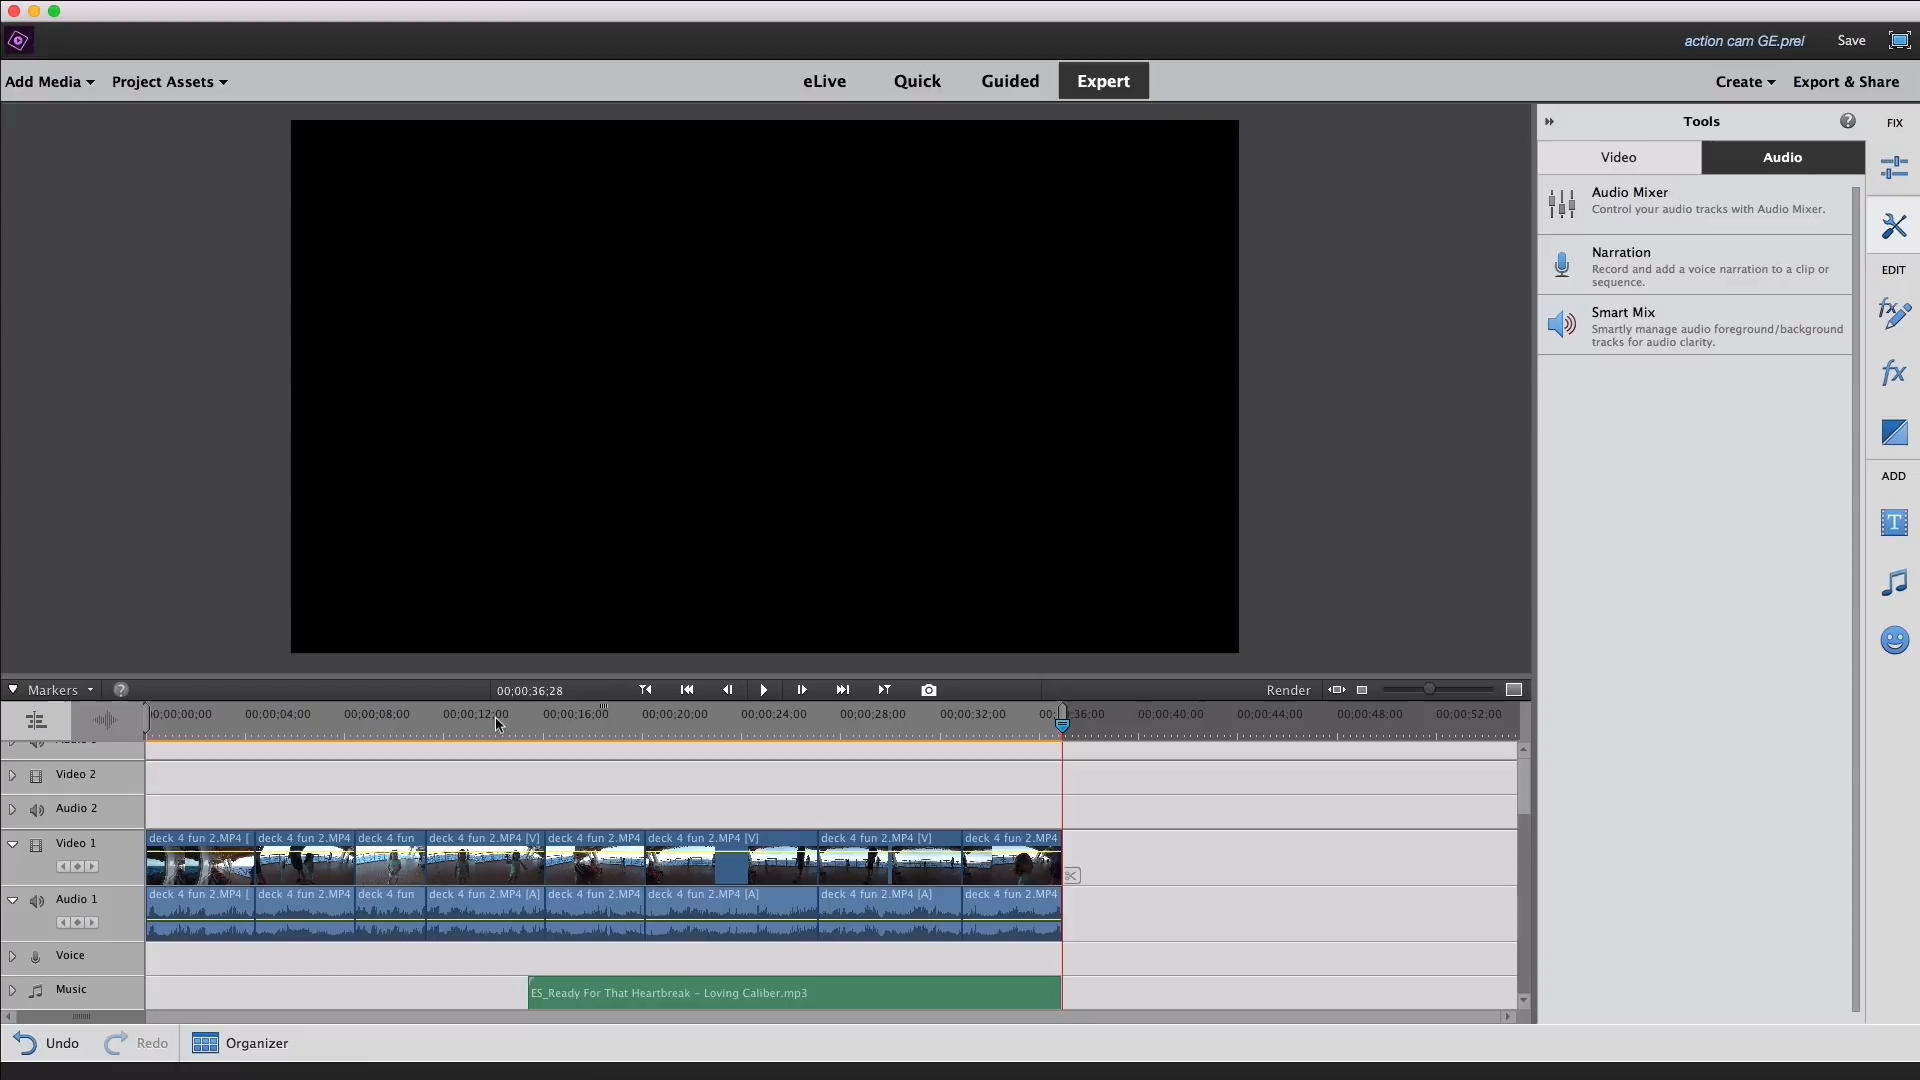 action cam GE.prel
Save
Add Media
Project Assets
eLive
Quick
Guided
Expert
Create
Export & Share
Tools
FIX
Video
Audio
Audio Mixer
Control your audio tracks with Audio Mixer.
Narration
Record and add a voice narration to a clip or
sequence.
Smart Mix
Smartly manage audio foreground/background
tracks for audio clarity.
EDIT
ADD
Markers
00;00;36;28
Render
00;00;04;00 00;00;08;00 00;00;12;00 00;00;16;00 00;00;20;00 00;00;24;00 00;00;28;00 00;00;32;00 00;00;40;00 00;00;44;00 00;00;48;00 00;00;52;00
Video 2
Audio 2
Video 1
deck 4 fun 2.MP4 [ deck 4 fun 2.MP4 deck 4 fun deck 4 fun 2.MP4 [V] deck 4 fun 2.MP4 deck 4 fun 2.MP4 [V] deck 4 fun 2.MP4 [V] deck 4 fun 2.MP4
Audio 1
deck 4 fun 2.MP4 [ deck 4 fun 2.MP4 deck 4 fun deck 4 fun 2.MP4 [A] deck 4 fun 2.MP4 deck 4 fun 2.MP4 [A] deck 4 fun 2.MP4 [A] deck 4 fun 2.MP4
Voice
Music
ES_Ready For That Heartbreak – Loving Caliber.mp3
Undo
Redo
Organizer